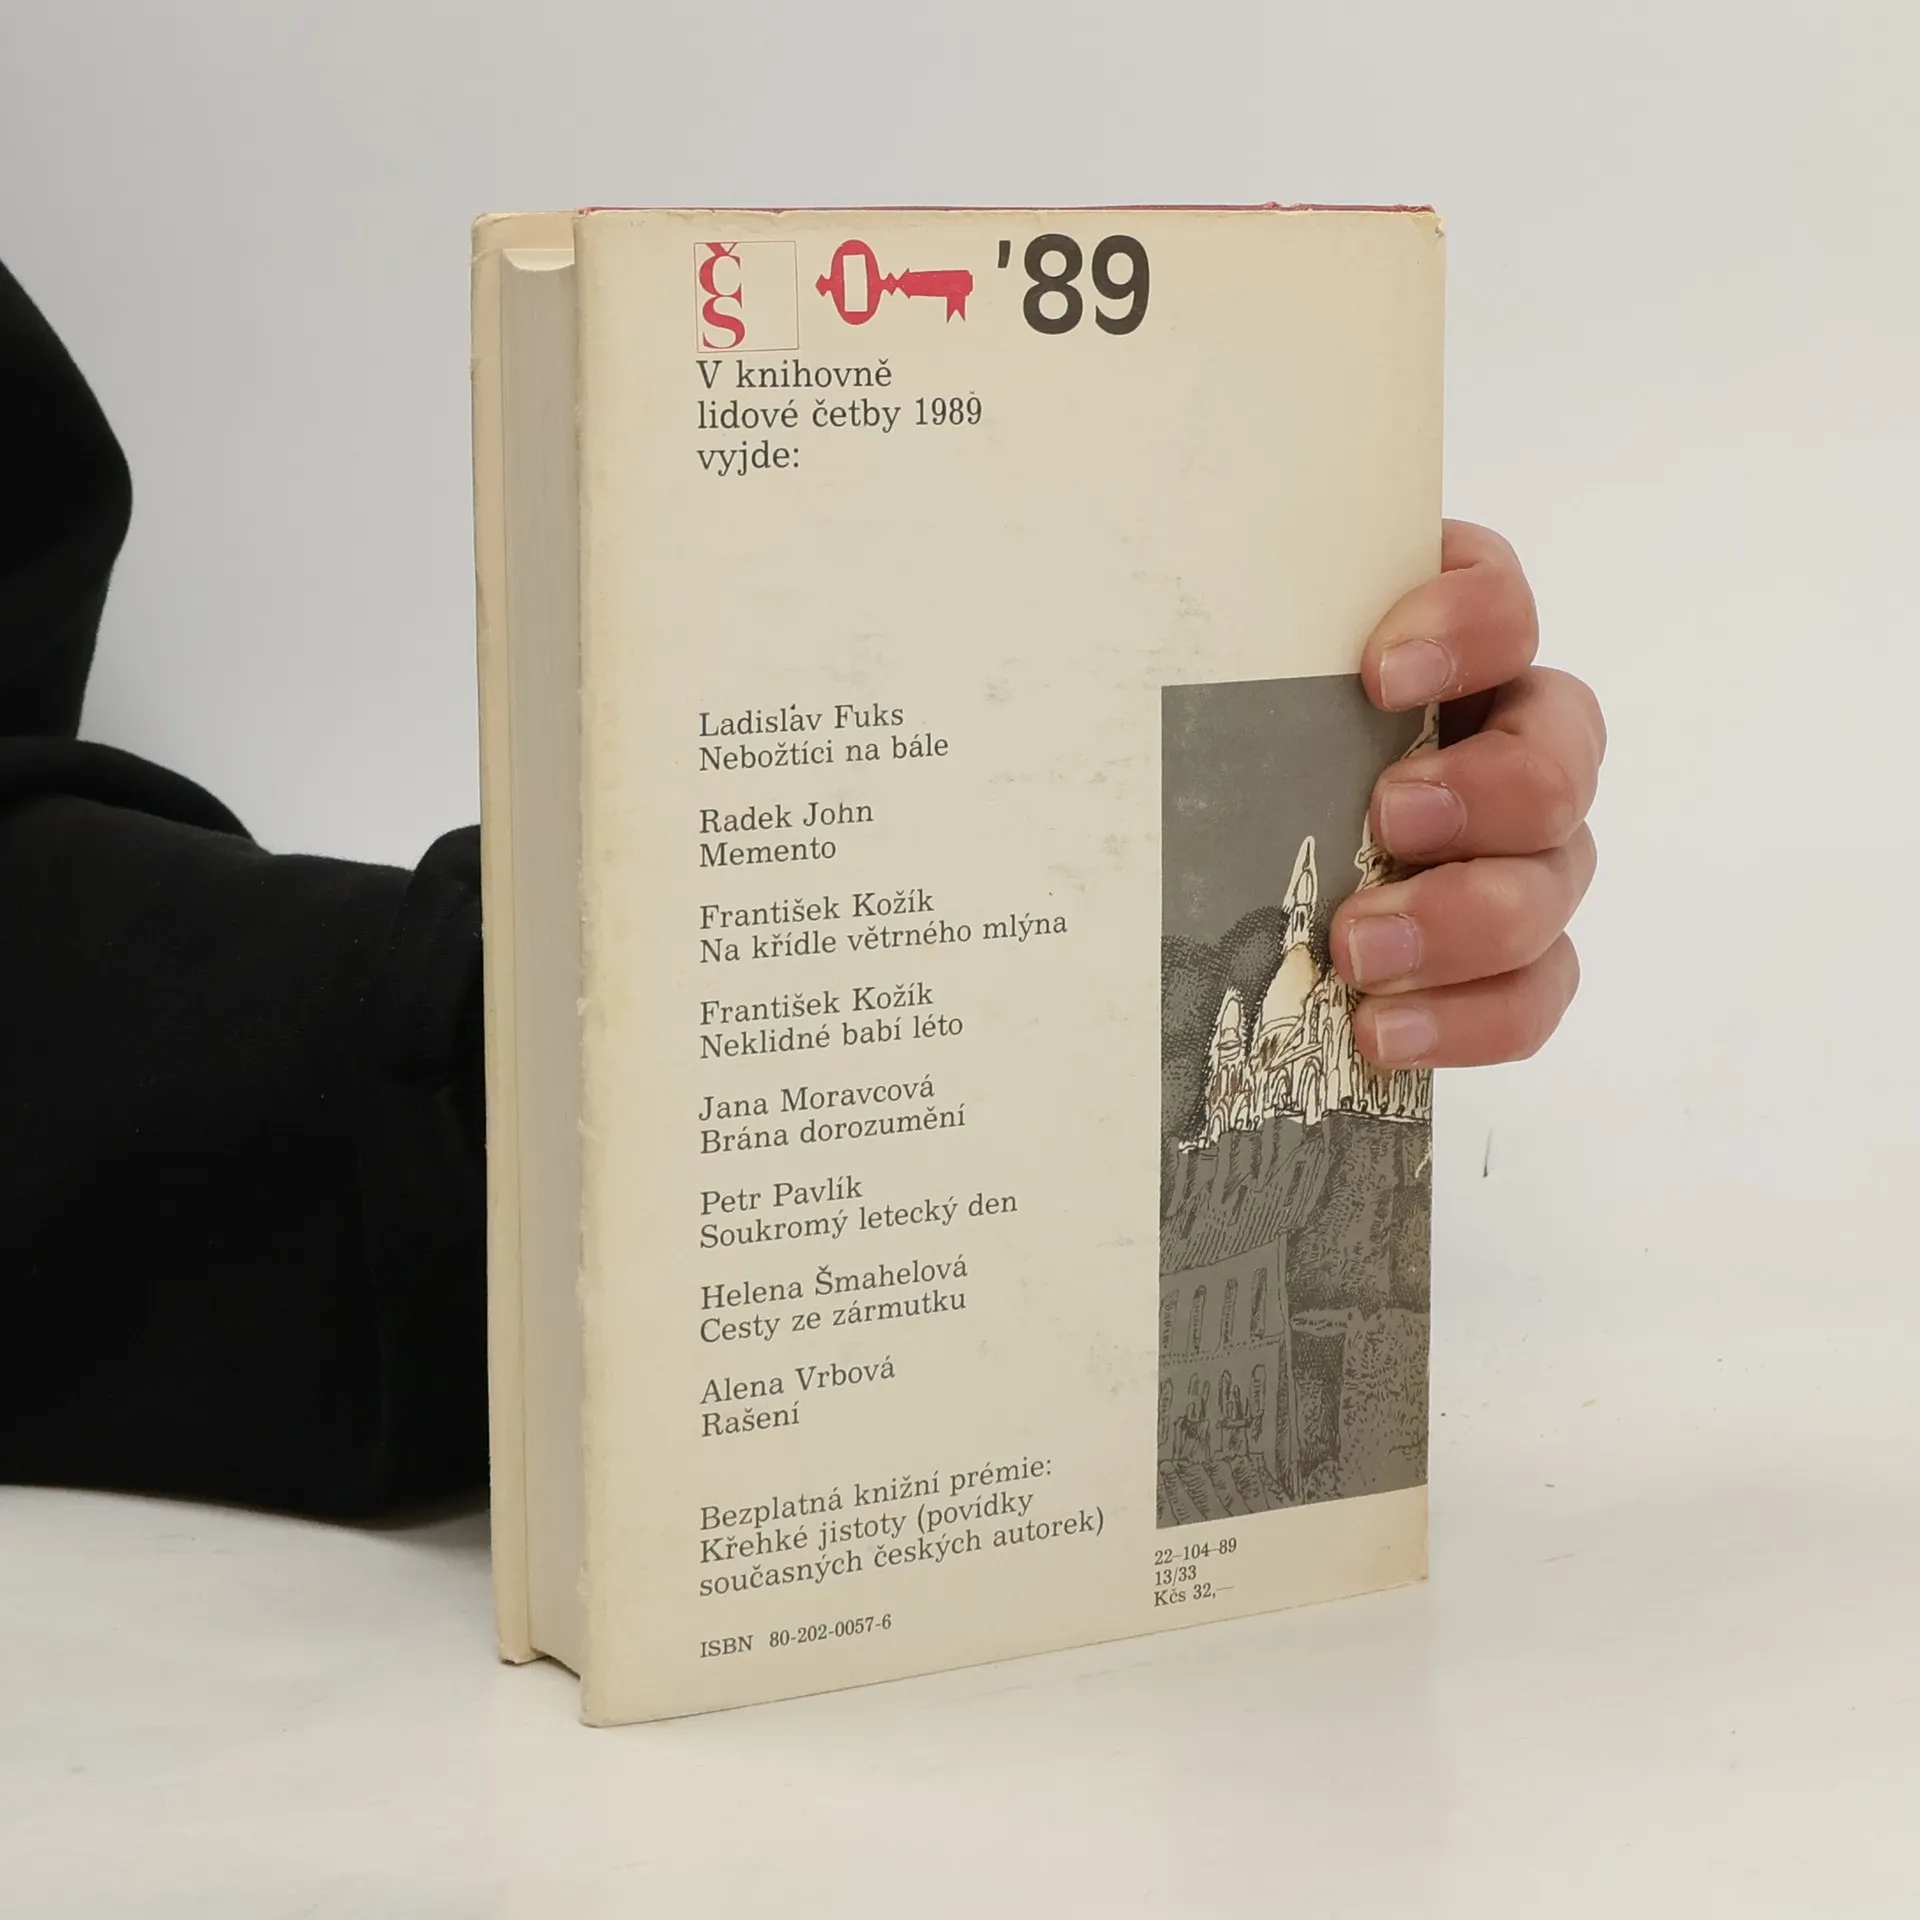 ČS '89
V knihovně
lidové četby 1989
vyjde:
Ladislav Fuks
Nebožtíci na bále
Radek John
Memento
František Kožík
Na křídle větrného mlýna
František Kožík
Neklidné babí léto
Jana Moravcová
Brána dorozumění
Petr Pavlík
Soukromý letecký den
Helena Šmahelová
Cesty ze zármutku
Alena Vrbová
Rašení
Bezplatná knižní prémie:
Křehké jistoty (povídky
současných českých autorek)
ISBN 80-202-0057-6
22-104-89
13/33
Kčs 32,—